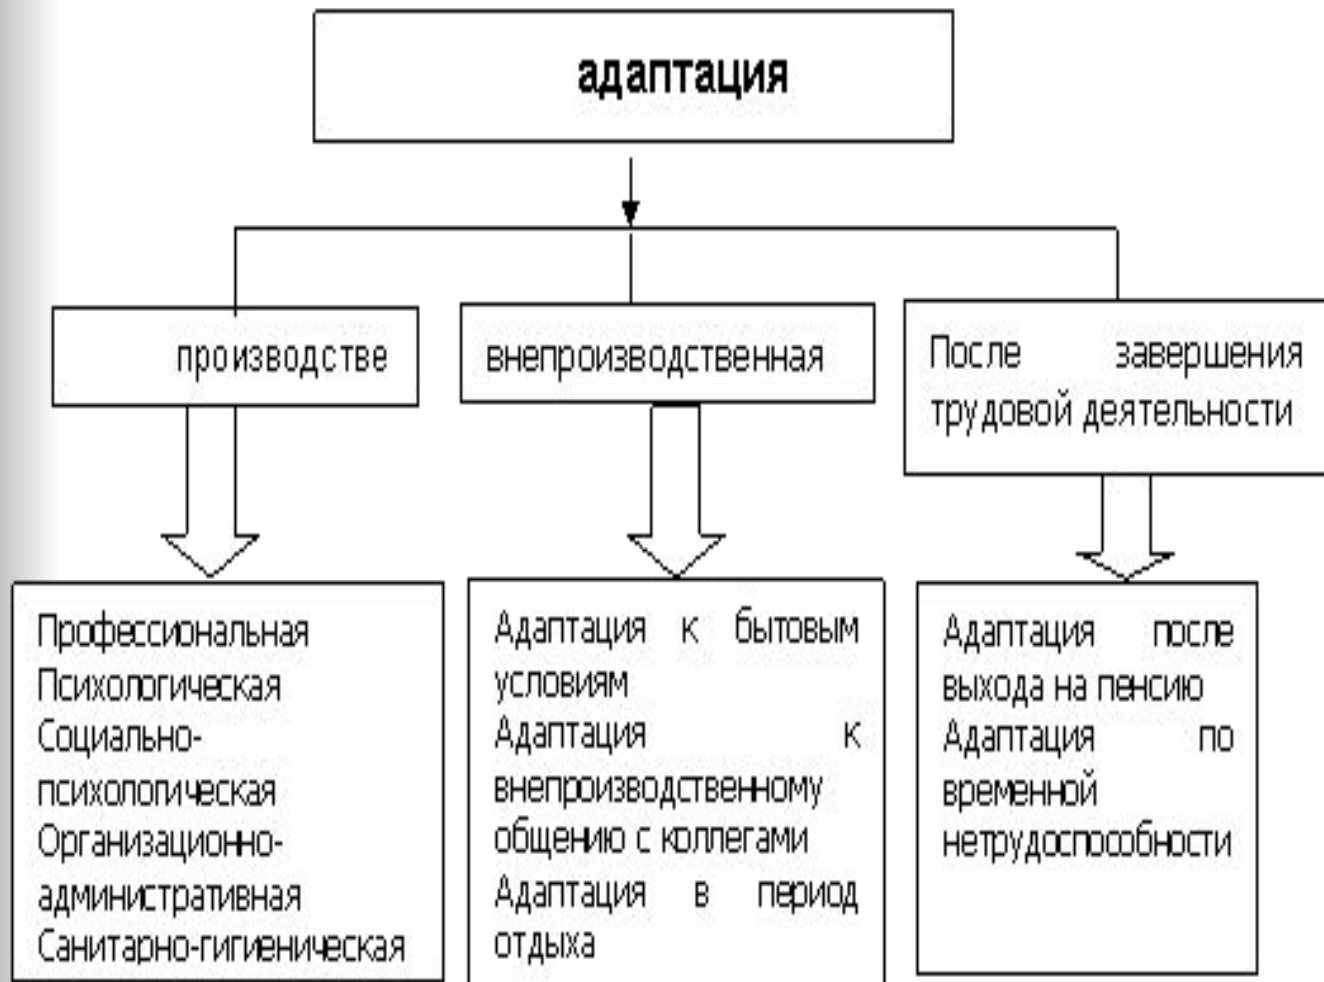 адаптация
производстве
внепроизводственная
После завершения
трудовой деятельности
Профессиональная
Психологическая
Социально-
психологическая
Организационно-
административная
Санитарно-гигиеническая
Адаптация к бытовым
условиям
Адаптация к
внепроизводственному
общению с коллегами
Адаптация в период
отдыха
Адаптация после
выхода на пенсию
Адаптация по
временной
нетрудоспособности